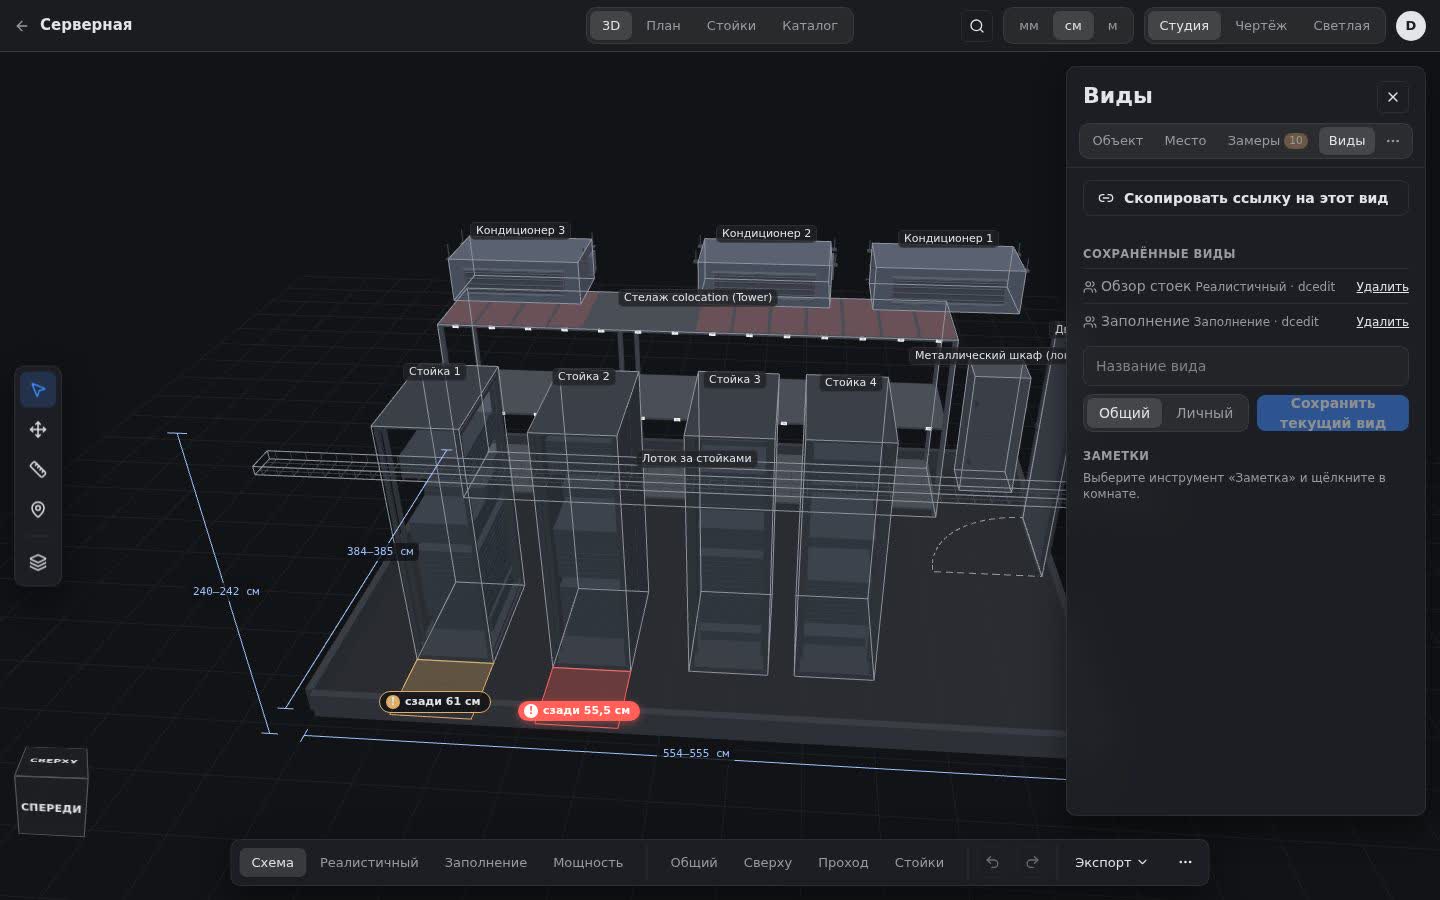 Серверная
3D План Стойки Каталог
мм см м
Студия Чертёж Светлая
D
Виды
Объект Место Замеры 10 Виды
Скопировать ссылку на этот вид
СОХРАНЁННЫЕ ВИДЫ
Обзор стоек Реалистичный · dcedit Удалить
Заполнение Заполнение · dcedit Удалить
Название вида
Общий Личный
Сохранить
текущий вид
ЗАМЕТКИ
Выберите инструмент «Заметка» и щёлкните в
комнате.
Кондиционер 3
Кондиционер 2
Кондиционер 1
Стелаж colocation (Tower)
Металлический шкаф
Стойка 1
Стойка 2
Стойка 3
Стойка 4
Лоток за стойками
384–385 см
240–242 см
! сзади 61 см
! сзади 55,5 см
554–555 см
СВЕРХУ
СПЕРЕДИ
Схема Реалистичный Заполнение Мощность Общий Сверху Проход Стойки Экспорт